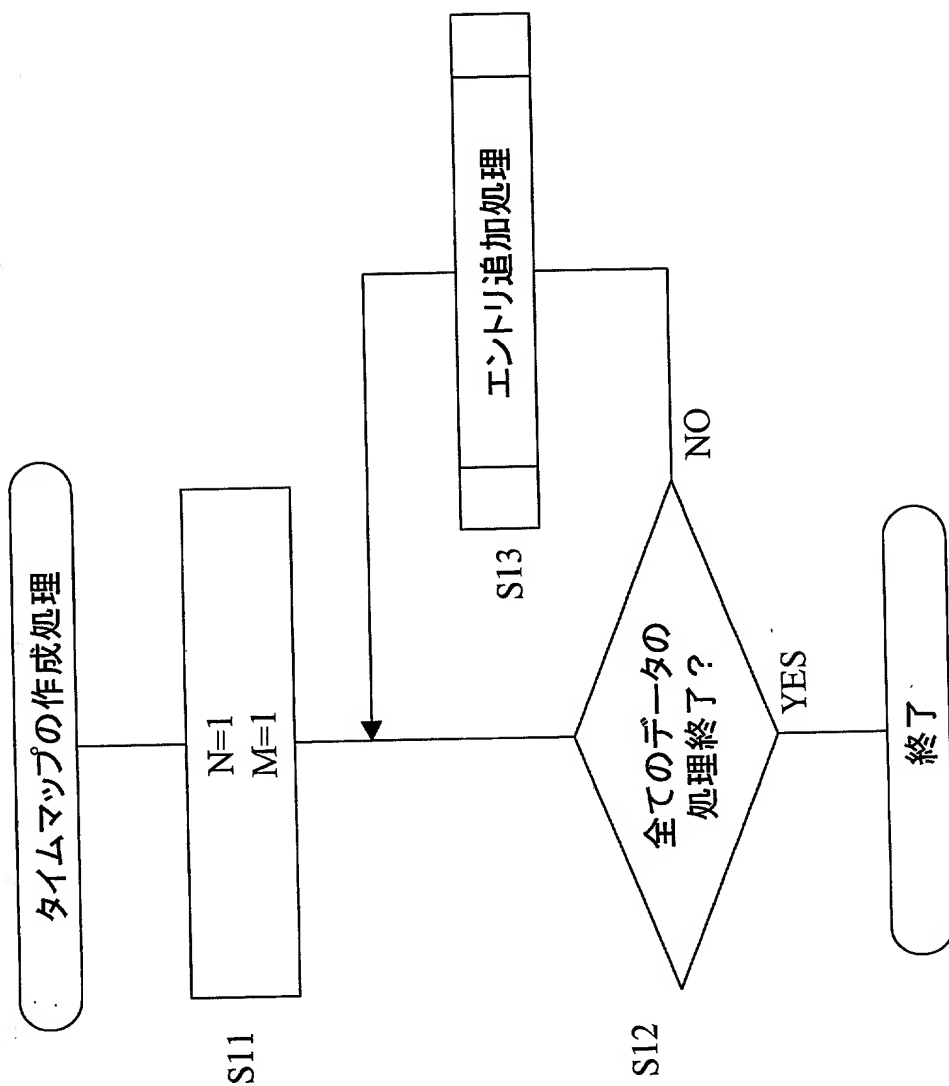 タイムマップの作成処理
S11
N=1
M=1
S12
全てのデータの
処理終了？
NO
YES
S13
エントリ追加処理
終了